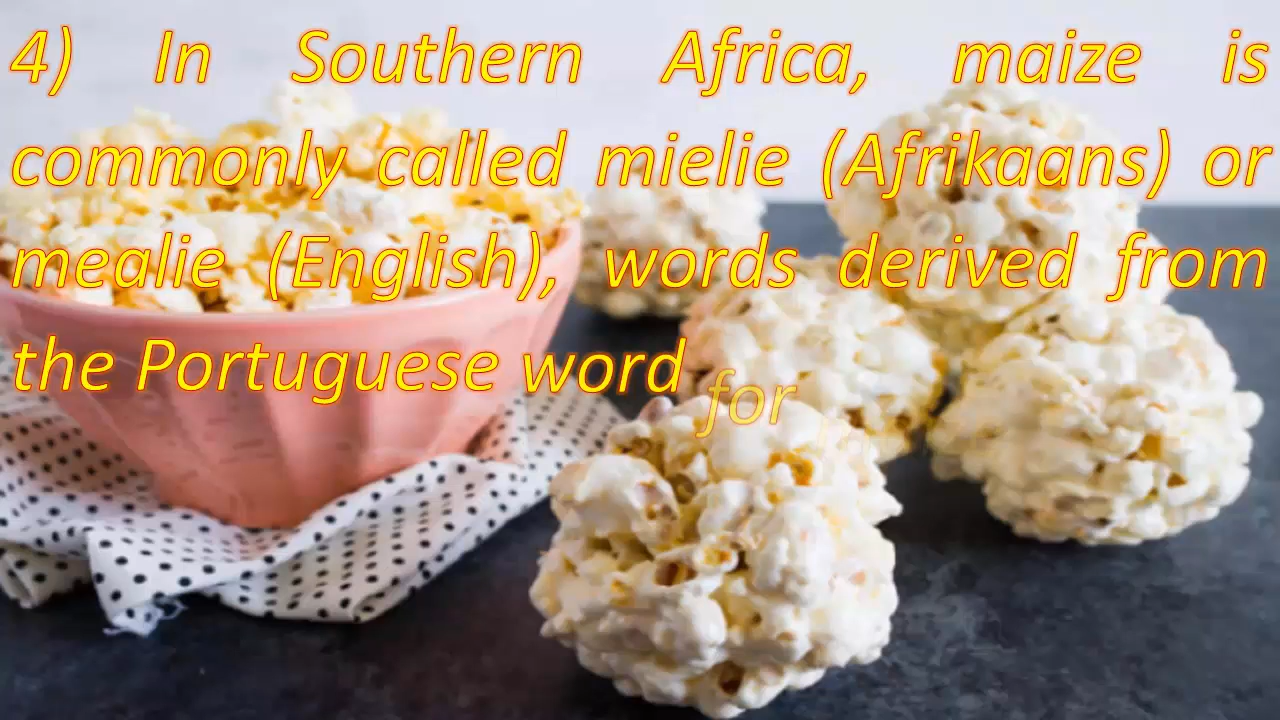 4) In Southern Africa, maize is
commonly called mielie (Afrikaans) or
mealie (English), words derived from
the Portuguese word for